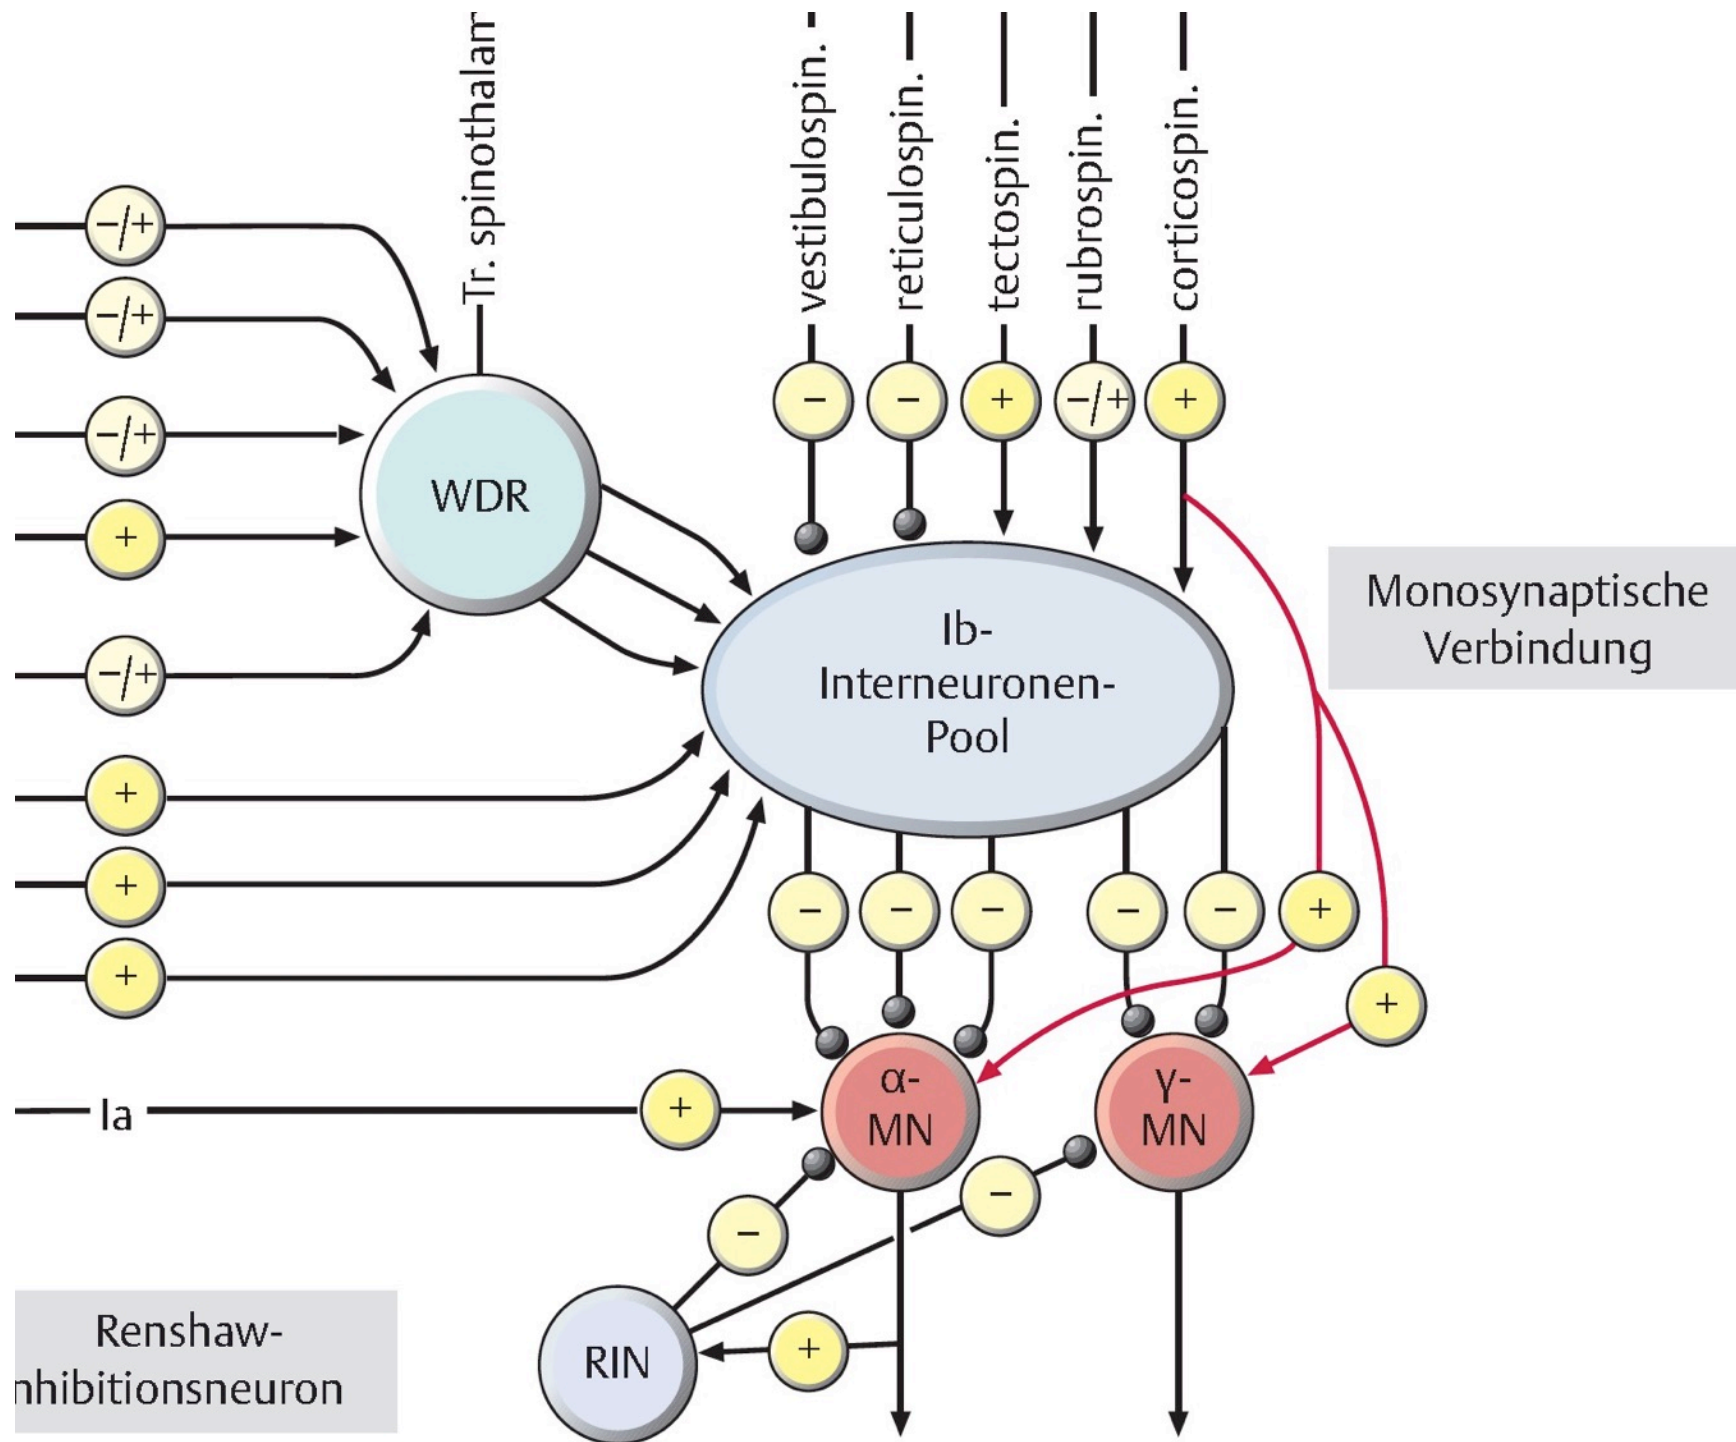 Tr. spinothalam
vestibulospin.
reticulospin.
tectospin.
rubrospin.
corticospin.
−/+
−/+
−/+
+
−/+
−
−
+
−/+
+
WDR
Monosynaptische
Verbindung
Ib-
Interneuronen-
Pool
+
+
+
−
−
−
−
−
+
+
Ia
+
α-
MN
γ-
MN
−
−
+
RIN
Renshaw-
nhibitionsneuron